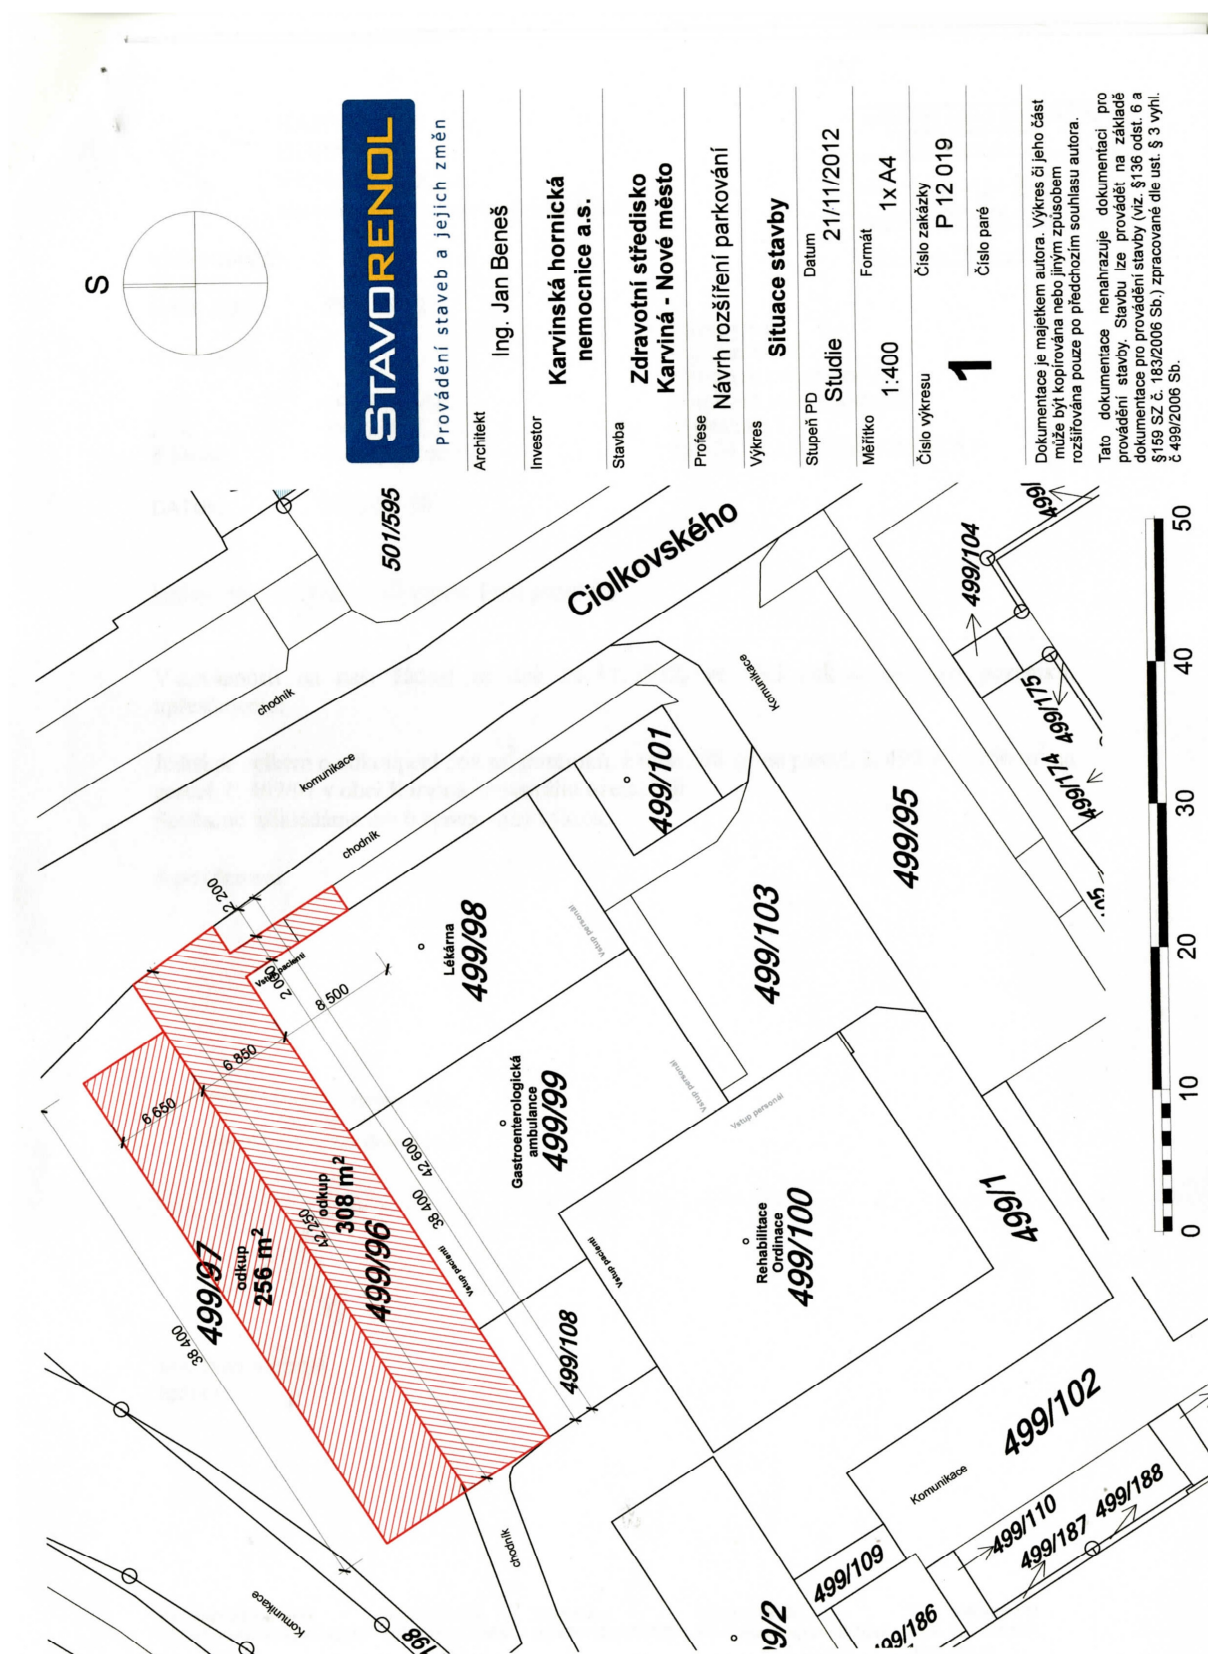 S
STAVORENOL
Provádění staveb a jejich změn
Architekt
Ing. Jan Beneš
Investor
Karvinská hornická
nemocnice a.s.
Stavba
Zdravotní středisko
Karviná - Nové město
Profese
Návrh rozšíření parkování
Výkres
Situace stavby
Stupeň PD
Studie
Datum
21/11/2012
Měřítko
1:400
Formát
1xA4
Číslo výkresu
1
Číslo zakázky
P 12 019
Číslo paré
Dokumentace je majetkem autora. Výkres či jeho část
může být kopírována nebo jiným způsobem
rozšiřována pouze po předchozím souhlasu autora.
Tato dokumentace nenahrazuje dokumentaci pro
provádění stavby. Stavbu lze provádět na základě
dokumentace pro provádění stavby (viz. §136 odst. 6 a
§159 SZ č. 183/2006 Sb.) zpracované dle ust. § 3 vyhl.
č 499/2006 Sb.
501/595
Ciolkovského
chodník
komunikace
chodník
Komunikace
499/104
499/175
499/174
499/101
499/95
499/103
2 200
2 000
Vstup pacienti
8 500
6 850
6 650
Lékárna
499/98
Vstup personál
Gastroenterologická
ambulance
499/99
Vstup personál
Vstup personál
42 600
38 400
42 250
38 400
odkup
308 m²
499/96
odkup
256 m²
499/97
Vstup pacienti
Vstup pacienti
Rehabilitace
Ordinace
499/100
499/1
499/108
499/102
Komunikace
chodník
Komunikace
499/110
499/187
499/188
499/109
0 10 20 30 40 50